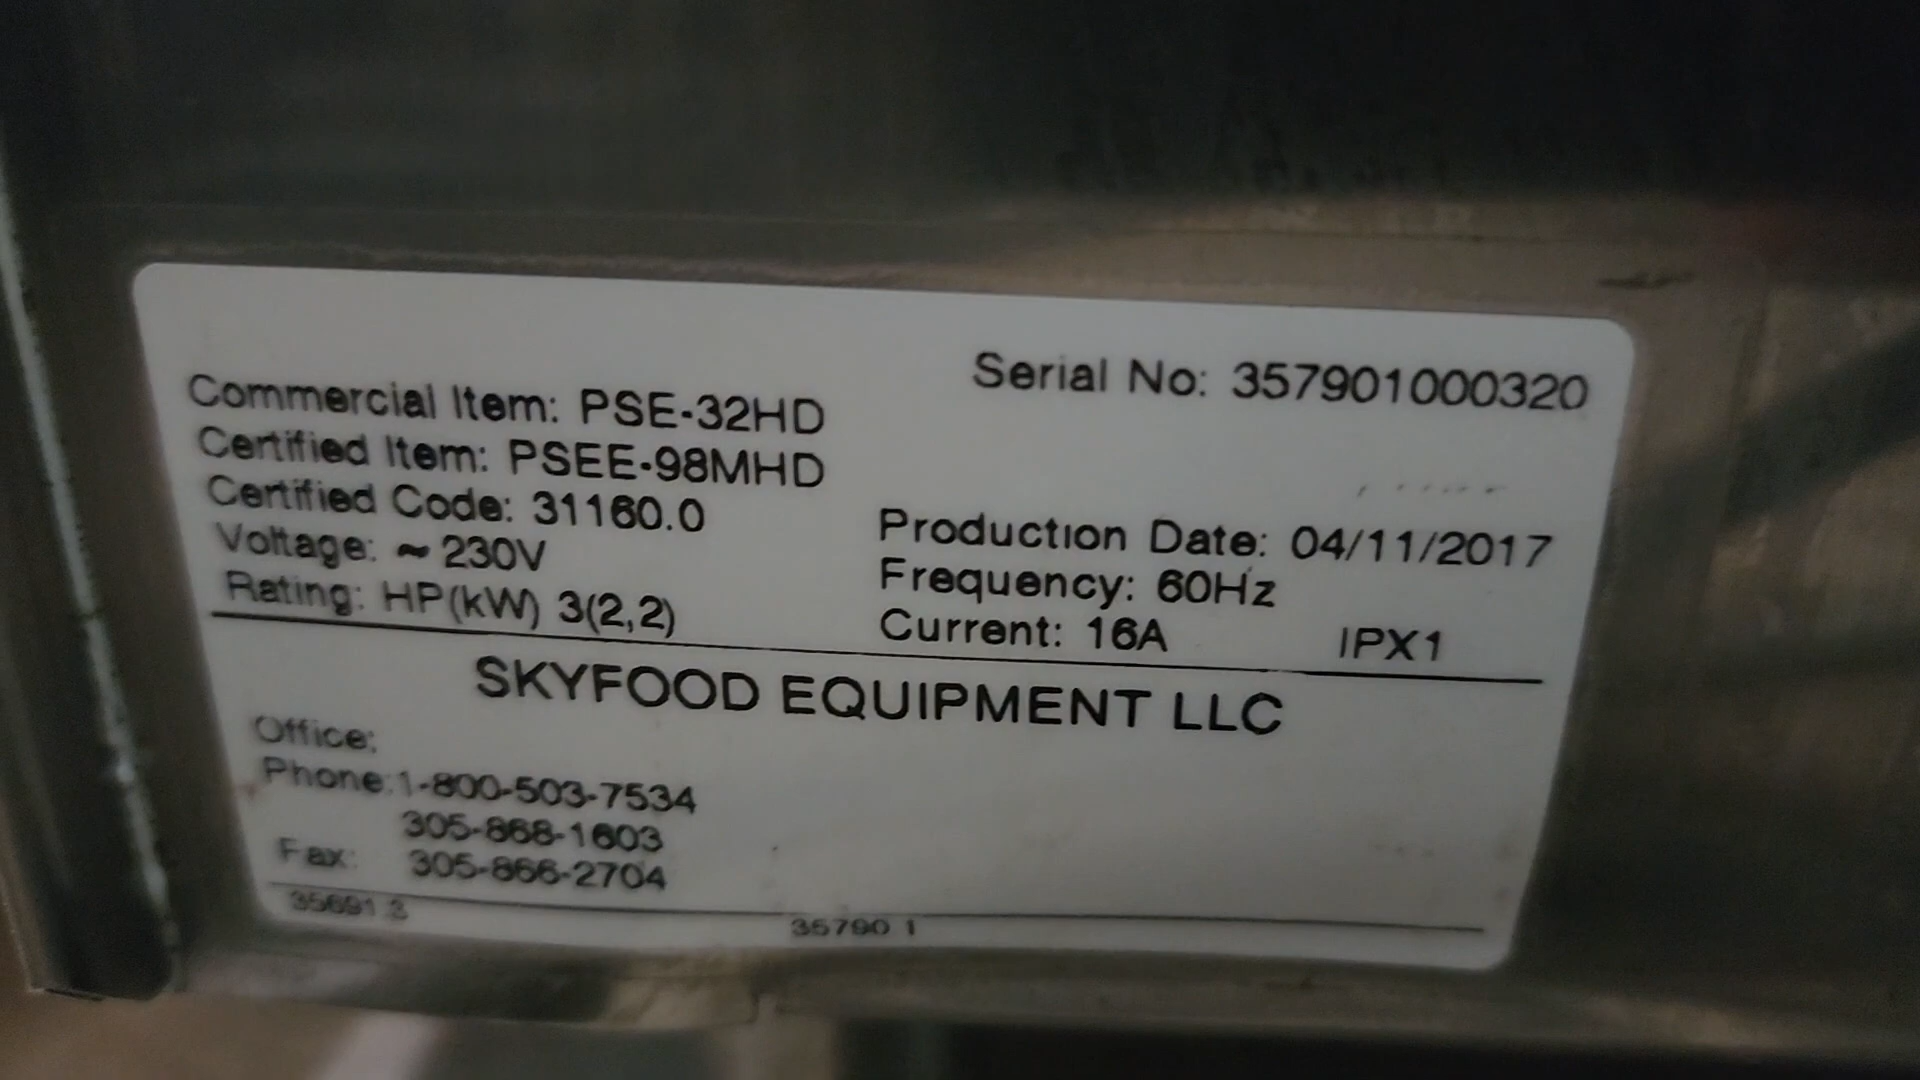 Serial No: 357901000320
Commercial Item: PSE-32HD
Certified Item: PSEE-98MHD
Certified Code: 31160.0
Voltage: ~ 230V
Rating: HP(kW) 3(2,2)
Production Date: 04/11/2017
Frequency: 60Hz
Current: 16A IPX1
SKYFOOD EQUIPMENT LLC
Office:
Phone: 1-800-503-7534
305-868-1603
Fax: 305-866-2704
35691 3
35790 1